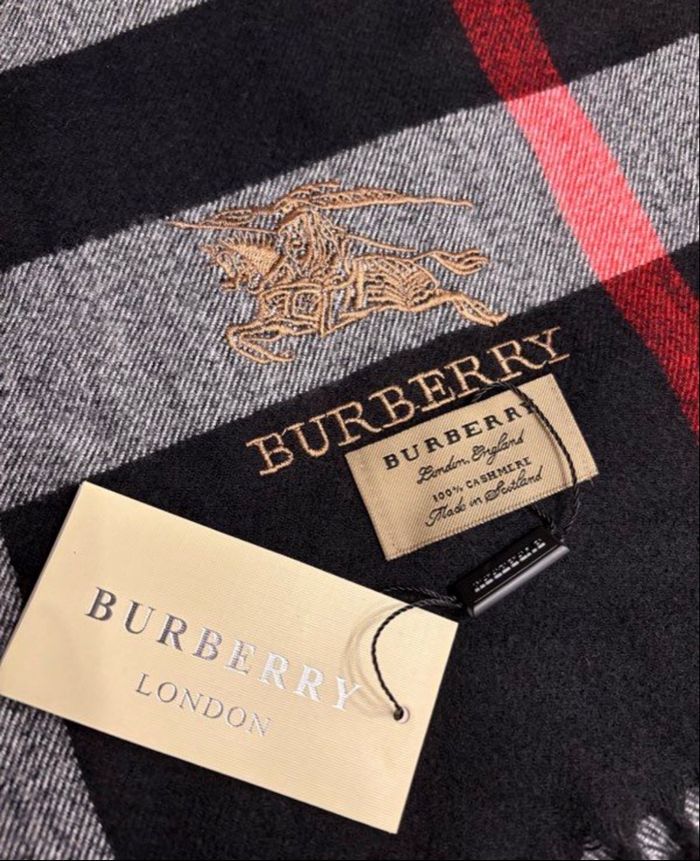 BURBERRY
BURBERRY
London, England
100% CASHMERE
Made in Scotland
BURBERRY
LONDON